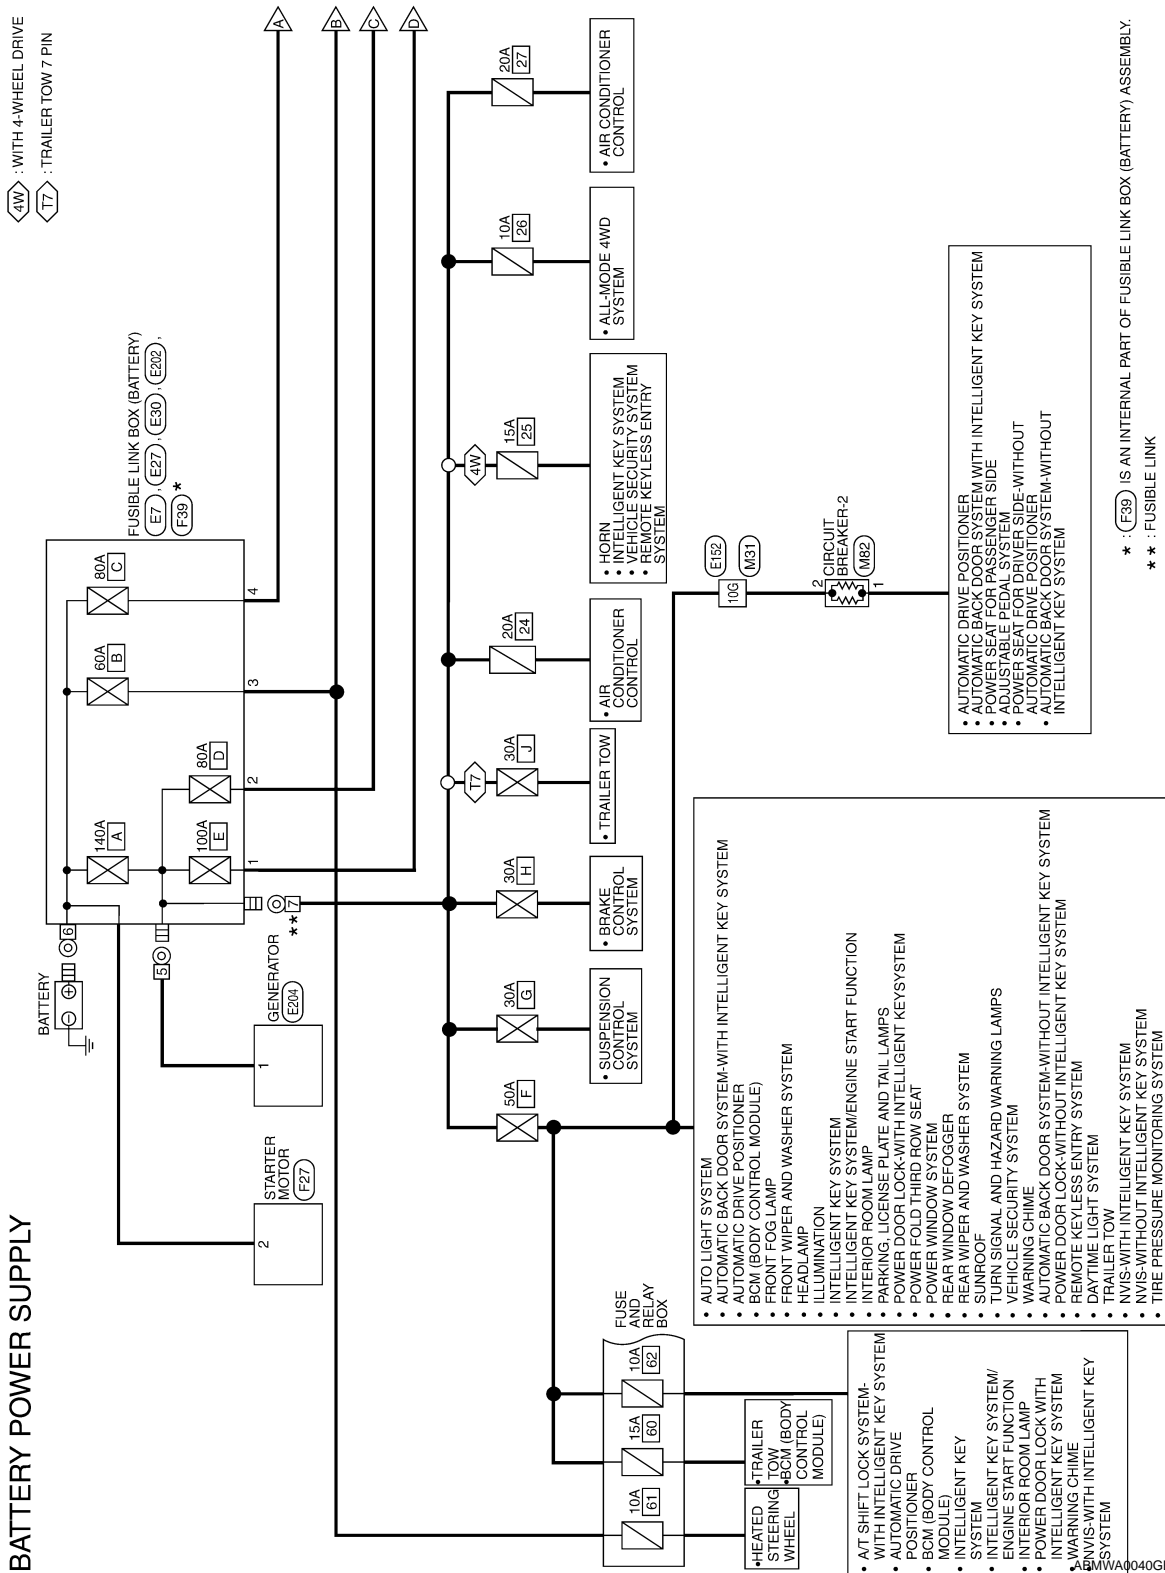 BATTERY POWER SUPPLY
4W : WITH 4-WHEEL DRIVE
T7 : TRAILER TOW 7 PIN
A
B
C
D
BATTERY
6
5
STARTER
MOTOR
F27
2
GENERATOR
E204
1
7
**
FUSIBLE LINK BOX (BATTERY)
E7 , E27 , E30 , E202 ,
F39 *
140A
A
100A
E
80A
D
60A
B
80A
C
1
2
3
4
50A
F
30A
G
30A
H
30A
J
20A
24
15A
25
10A
26
20A
27
T7
4W
• SUSPENSION
CONTROL
SYSTEM
• BRAKE
CONTROL
SYSTEM
• TRAILER TOW
• AIR
CONDITIONER
CONTROL
• HORN
• INTELLIGENT KEY SYSTEM
• VEHICLE SECURITY SYSTEM
• REMOTE KEYLESS ENTRY
SYSTEM
• ALL-MODE 4WD
SYSTEM
• AIR CONDITIONER
CONTROL
FUSE
AND
RELAY
BOX
10A
61
15A
60
10A
62
• HEATED
STEERING
WHEEL
• TRAILER
TOW
• BCM (BODY
CONTROL
MODULE)
• A/T SHIFT LOCK SYSTEM-
WITH INTELLIGENT KEY SYSTEM
• AUTOMATIC DRIVE
POSITIONER
• BCM (BODY CONTROL
MODULE)
• INTELLIGENT KEY
SYSTEM
• INTELLIGENT KEY SYSTEM/
ENGINE START FUNCTION
• INTERIOR ROOM LAMP
• POWER DOOR LOCK WITH
INTELLIGENT KEY SYSTEM
• WARNING CHIME
• NVIS-WITH INTELLIGENT KEY
SYSTEM
• AUTO LIGHT SYSTEM
• AUTOMATIC BACK DOOR SYSTEM-WITH INTELLIGENT KEY SYSTEM
• AUTOMATIC DRIVE POSITIONER
• BCM (BODY CONTROL MODULE)
• FRONT FOG LAMP
• FRONT WIPER AND WASHER SYSTEM
• HEADLAMP
• ILLUMINATION
• INTELLIGENT KEY SYSTEM
• INTELLIGENT KEY SYSTEM/ENGINE START FUNCTION
• INTERIOR ROOM LAMP
• PARKING, LICENSE PLATE AND TAIL LAMPS
• POWER DOOR LOCK-WITH INTELLIGENT KEYSYSTEM
• POWER FOLD THIRD ROW SEAT
• POWER WINDOW SYSTEM
• REAR WINDOW DEFOGGER
• REAR WIPER AND WASHER SYSTEM
• SUNROOF
• TURN SIGNAL AND HAZARD WARNING LAMPS
• VEHICLE SECURITY SYSTEM
• WARNING CHIME
• AUTOMATIC BACK DOOR SYSTEM-WITHOUT INTELLIGENT KEY SYSTEM
• POWER DOOR LOCK-WITHOUT INTELLIGENT KEY SYSTEM
• REMOTE KEYLESS ENTRY SYSTEM
• DAYTIME LIGHT SYSTEM
• TRAILER TOW
• NVIS-WITH INTEILIGENT KEY SYSTEM
• NVIS-WITHOUT INTELLIGENT KEY SYSTEM
• TIRE PRESSURE MONITORING SYSTEM
10G
E152
M31
CIRCUIT
BREAKER-2
M82
2
1
• AUTOMATIC DRIVE POSITIONER
• AUTOMATIC BACK DOOR SYSTEM WITH INTELLIGENT KEY SYSTEM
• POWER SEAT FOR PASSENGER SIDE
• ADJUSTABLE PEDAL SYSTEM
• POWER SEAT FOR DRIVER SIDE-WITHOUT
AUTOMATIC DRIVE POSITIONER
• AUTOMATIC BACK DOOR SYSTEM-WITHOUT
INTELLIGENT KEY SYSTEM
* : F39 IS AN INTERNAL PART OF FUSIBLE LINK BOX (BATTERY) ASSEMBLY.
** : FUSIBLE LINK